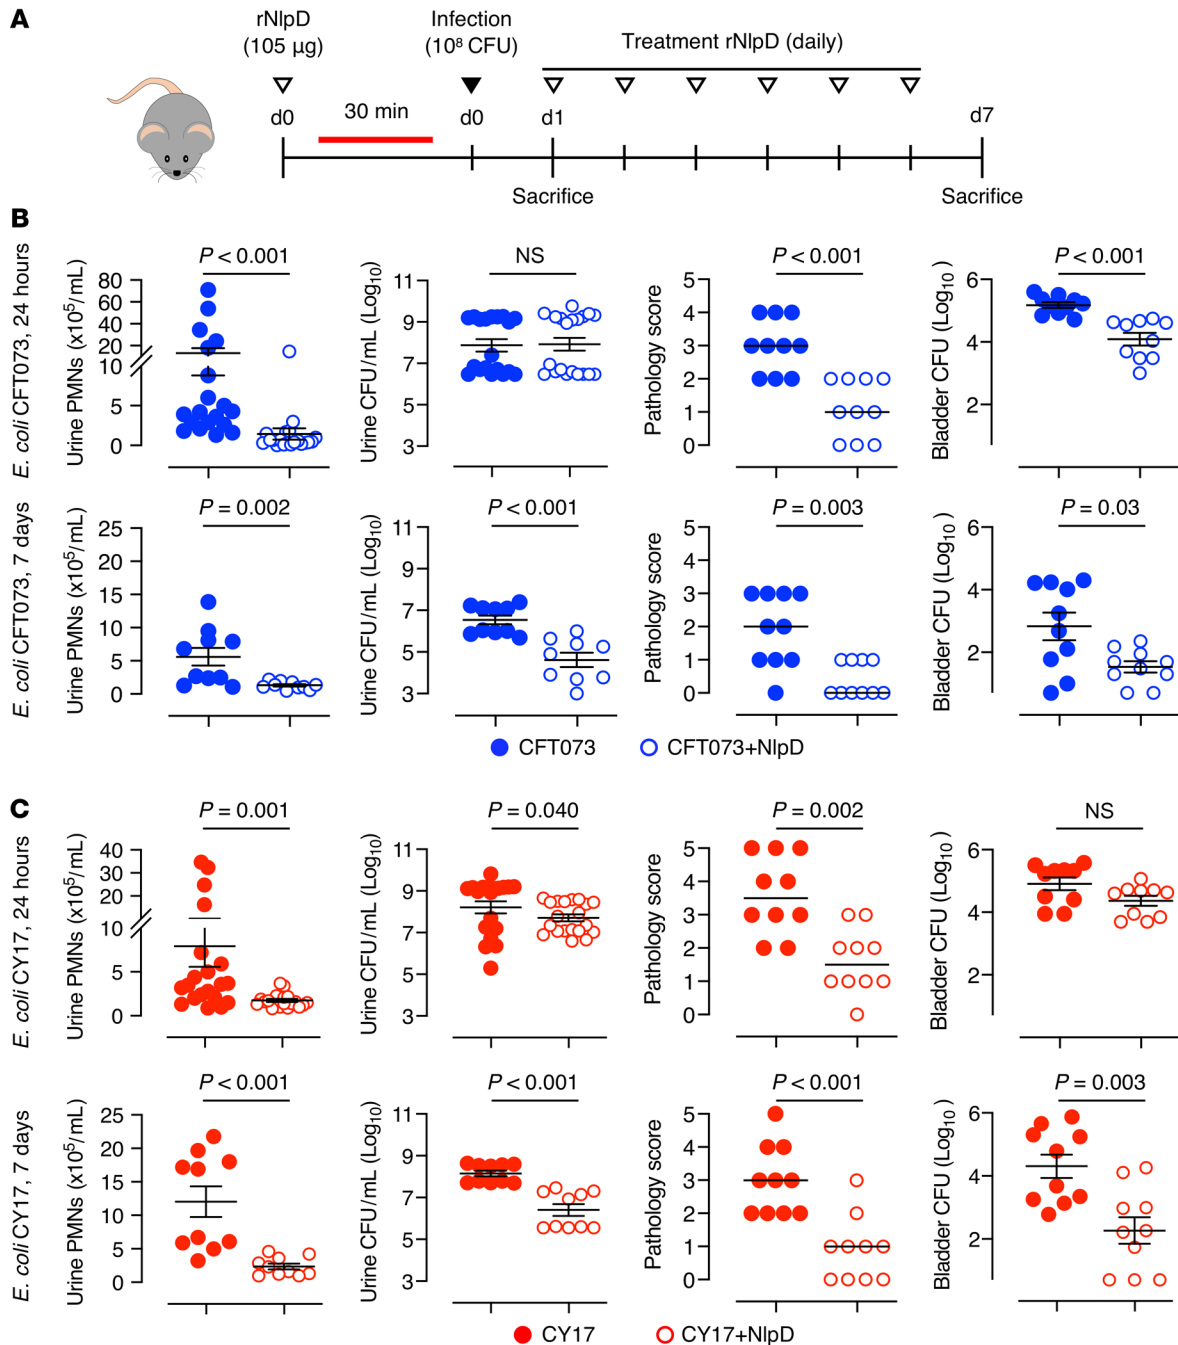 A
rNlpD
(105 µg)
Infection
(10⁸ CFU)
Treatment rNlpD (daily)
30 min
d0
d0
d1
d7
Sacrifice
Sacrifice
B
E. coli CFT073, 24 hours
Urine PMNs (x10⁵/mL)
80
60
40
20
10
5
0
P < 0.001
Urine CFU/mL (Log₁₀)
11
9
7
5
3
NS
Pathology score
5
4
3
2
1
0
P < 0.001
Bladder CFU (Log₁₀)
6
4
2
P < 0.001
E. coli CFT073, 7 days
Urine PMNs (x10⁵/mL)
25
20
15
10
5
0
P = 0.002
Urine CFU/mL (Log₁₀)
11
9
7
5
3
P < 0.001
Pathology score
5
4
3
2
1
0
P = 0.003
Bladder CFU (Log₁₀)
6
4
2
P = 0.03
CFT073
CFT073+NlpD
C
E. coli CY17, 24 hours
Urine PMNs (x10⁵/mL)
40
30
20
10
5
0
P = 0.001
Urine CFU/mL (Log₁₀)
11
9
7
5
3
P = 0.040
Pathology score
5
4
3
2
1
0
P = 0.002
Bladder CFU (Log₁₀)
6
4
2
NS
E. coli CY17, 7 days
Urine PMNs (x10⁵/mL)
25
20
15
10
5
0
P < 0.001
Urine CFU/mL (Log₁₀)
11
9
7
5
3
P < 0.001
Pathology score
5
4
3
2
1
0
P < 0.001
Bladder CFU (Log₁₀)
6
4
2
P = 0.003
CY17
CY17+NlpD